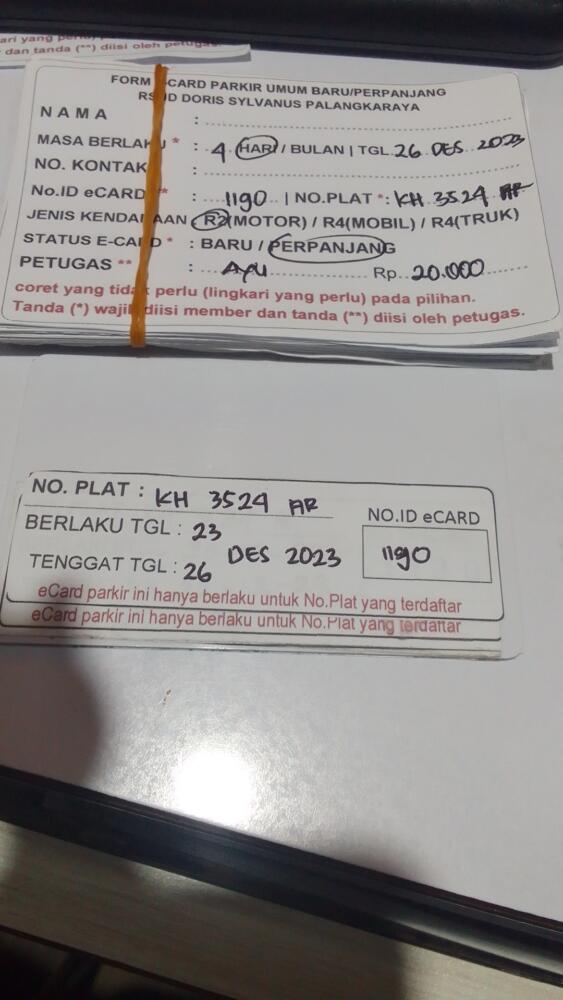 dan tanda (**) diisi oleh petugas.
FORM CARD PARKIR UMUM BARU/PERPANJANG
RSUD DORIS SYLVANUS PALANGKARAYA
NAMA :
MASA BERLAKU * : 4 HARI / BULAN | TGL. 26 DES 2023
NO. KONTAK :
No.ID eCARD ** : 1190 | NO.PLAT * : KH 3524 AR
JENIS KENDARAAN R2(MOTOR) / R4(MOBIL) / R4(TRUK)
STATUS E-CARD * : BARU / PERPANJANG
PETUGAS ** : AYU Rp. 20.000
coret yang tidak perlu (lingkari yang perlu) pada pilihan.
Tanda (*) wajib diisi member dan tanda (**) diisi oleh petugas.
NO. PLAT : KH 3524 AR
BERLAKU TGL : 23
NO.ID eCARD
DES 2023
1190
TENGGAT TGL : 26
eCard parkir ini hanya berlaku untuk No.Plat yang terdaftar
eCard parkir ini hanya berlaku untuk No.Plat yang terdaftar